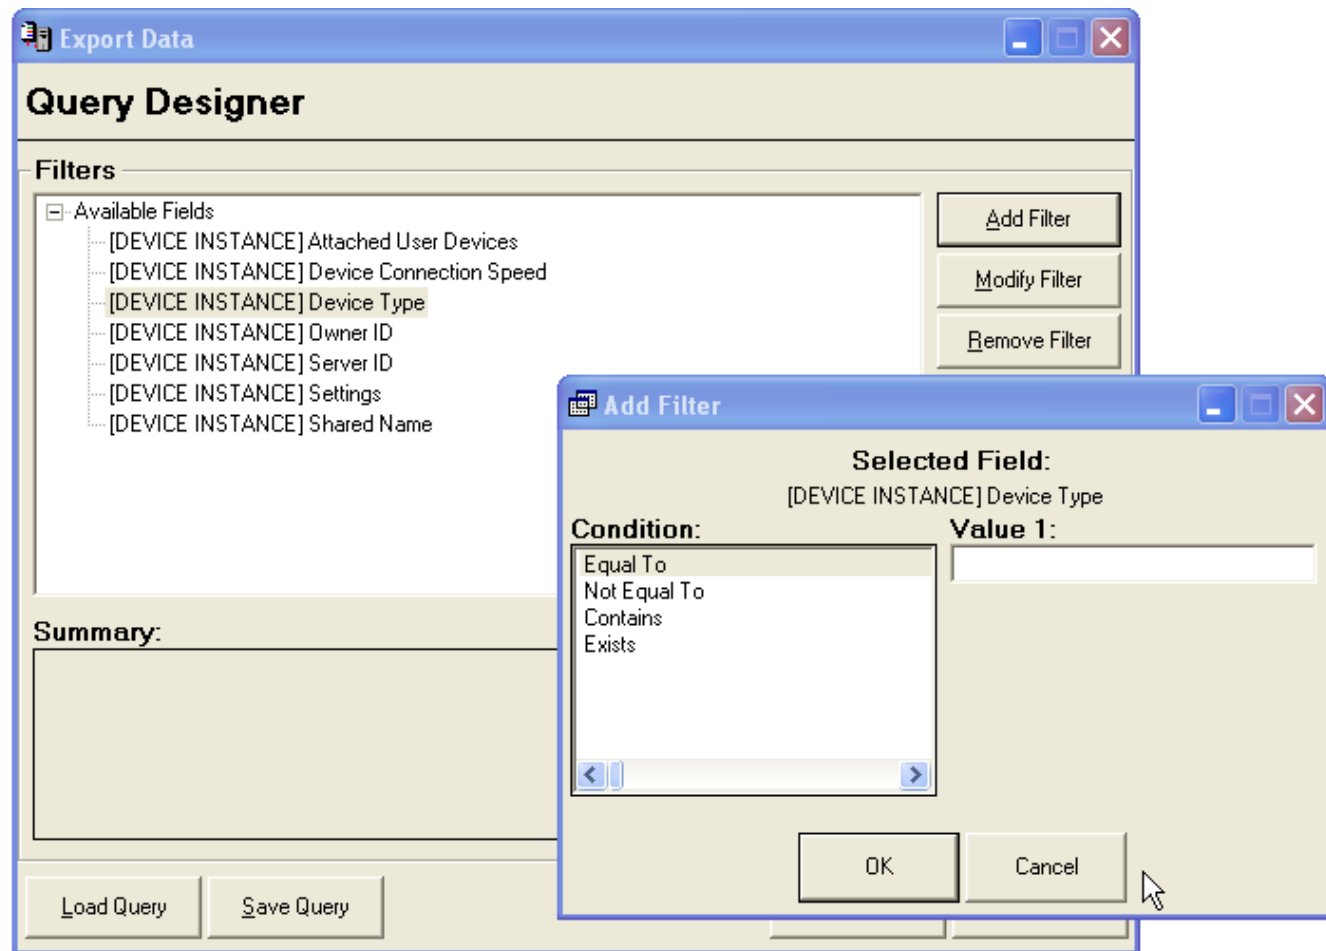 Export Data
Query Designer
Filters
Available Fields
[DEVICE INSTANCE] Attached User Devices
[DEVICE INSTANCE] Device Connection Speed
[DEVICE INSTANCE] Device Type
[DEVICE INSTANCE] Owner ID
[DEVICE INSTANCE] Server ID
[DEVICE INSTANCE] Settings
[DEVICE INSTANCE] Shared Name
Add Filter
Modify Filter
Remove Filter
Summary:
Load Query
Save Query
Add Filter
Selected Field:
[DEVICE INSTANCE] Device Type
Condition:
Equal To
Not Equal To
Contains
Exists
Value 1:
OK
Cancel